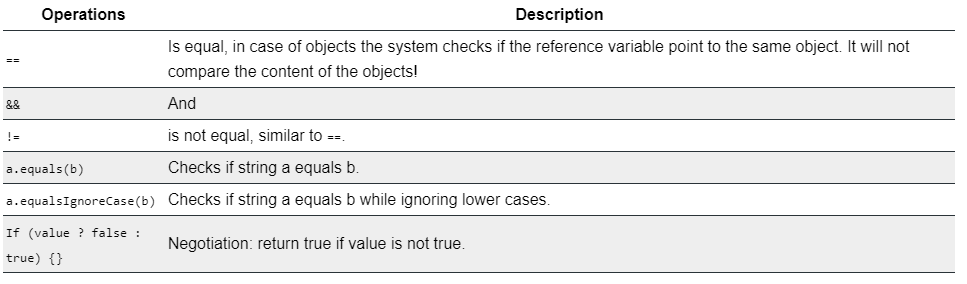 Operations Description
== Is equal, in case of objects the system checks if the reference variable point to the same object. It will not
compare the content of the objects!
&& And
!= is not equal, similar to ==.
a.equals(b) Checks if string a equals b.
a.equalsIgnoreCase(b) Checks if string a equals b while ignoring lower cases.
If (value ? false :
true) {} Negotiation: return true if value is not true.